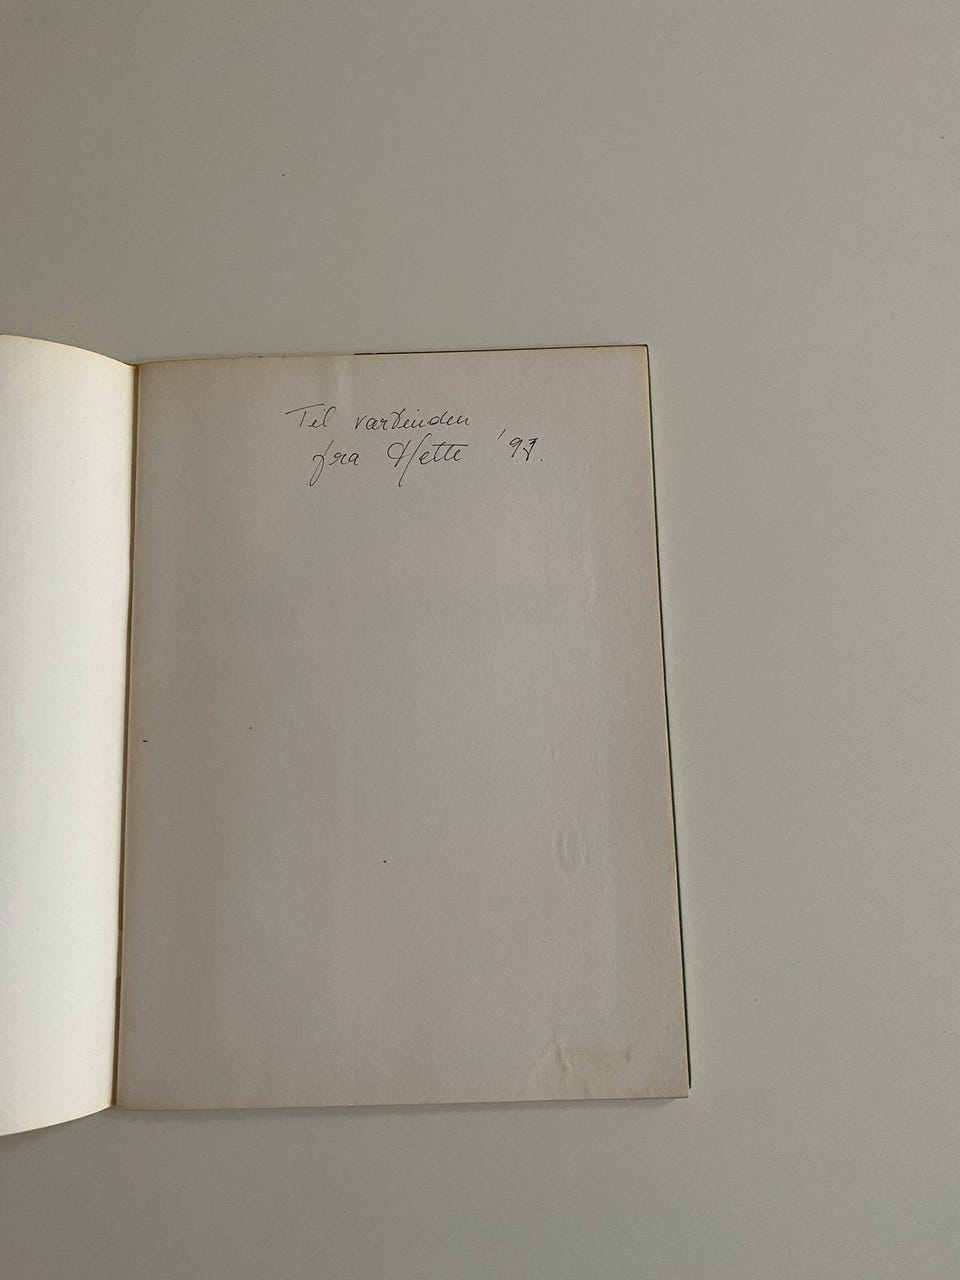 Til værtinden
fra Mette '97.